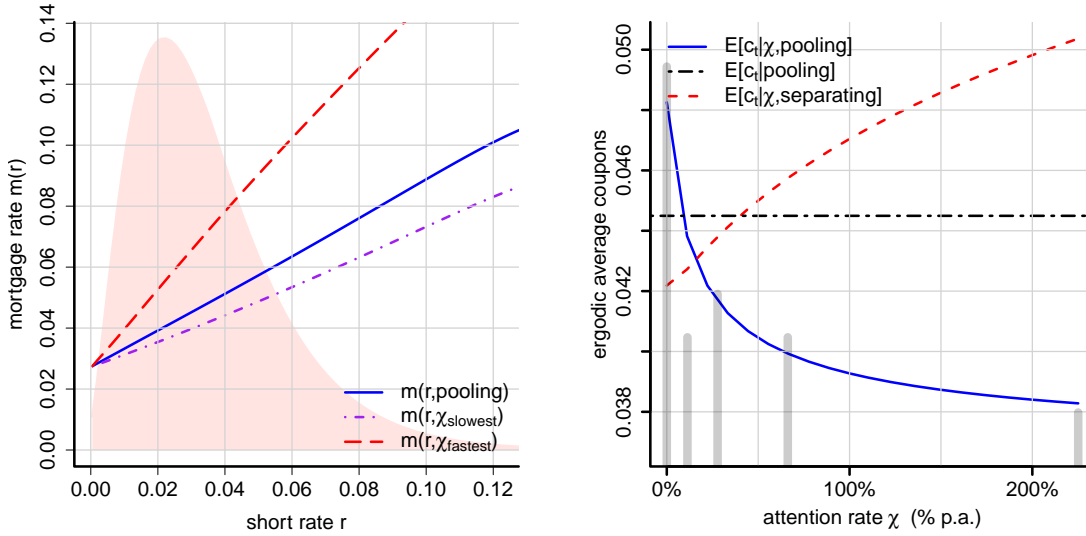 mortgage rate m(r)
0.14
0.12
0.10
0.08
0.06
0.04
0.02
0.00
m(r,pooling)
m(r,χslowest)
m(r,χfastest)
0.00 0.02 0.04 0.06 0.08 0.10 0.12
short rate r
ergodic average coupons
0.050
0.046
0.042
0.038
E[ct|χ,pooling]
E[ct|pooling]
E[ct|χ,separating]
0% 100% 200%
attention rate χ (% p.a.)